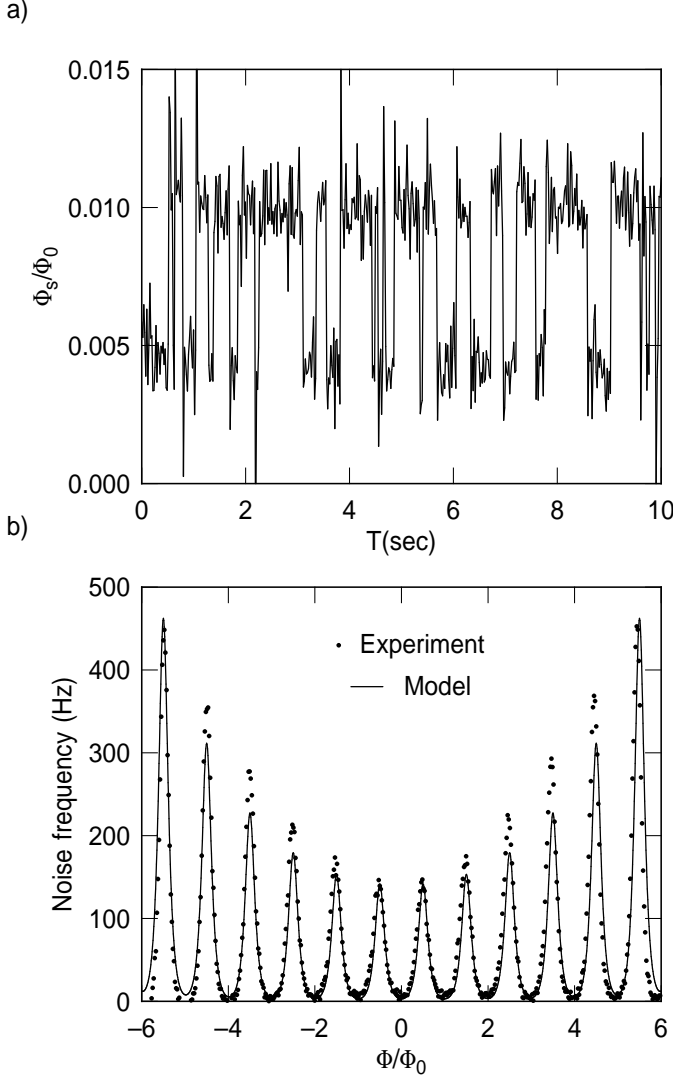 a)
0.015
0.010
0.005
0.000
Φs/Φ0
0 2 4 6 8 10
T(sec)
b)
500
400
300
200
100
0
Noise frequency (Hz)
Experiment
Model
−6 −4 −2 0 2 4 6
Φ/Φ0